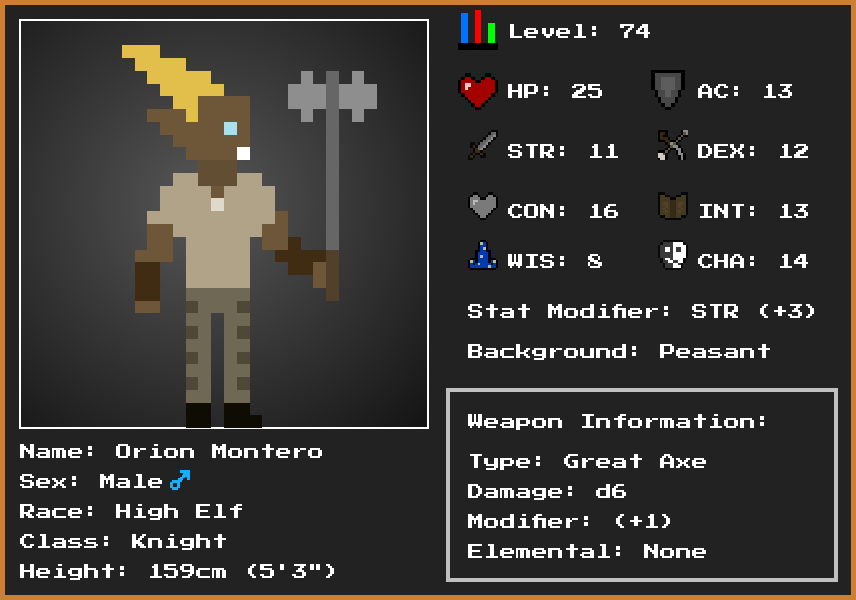 Level: 74
HP: 25
AC: 13
STR: 11
DEX: 12
CON: 16
INT: 13
WIS: 8
CHA: 14
Stat Modifier: STR (+3)
Background: Peasant
Weapon Information:
Type: Great Axe
Damage: d6
Modifier: (+1)
Elemental: None
Name: Orion Montero
Sex: Male♂
Race: High Elf
Class: Knight
Height: 159cm (5'3")